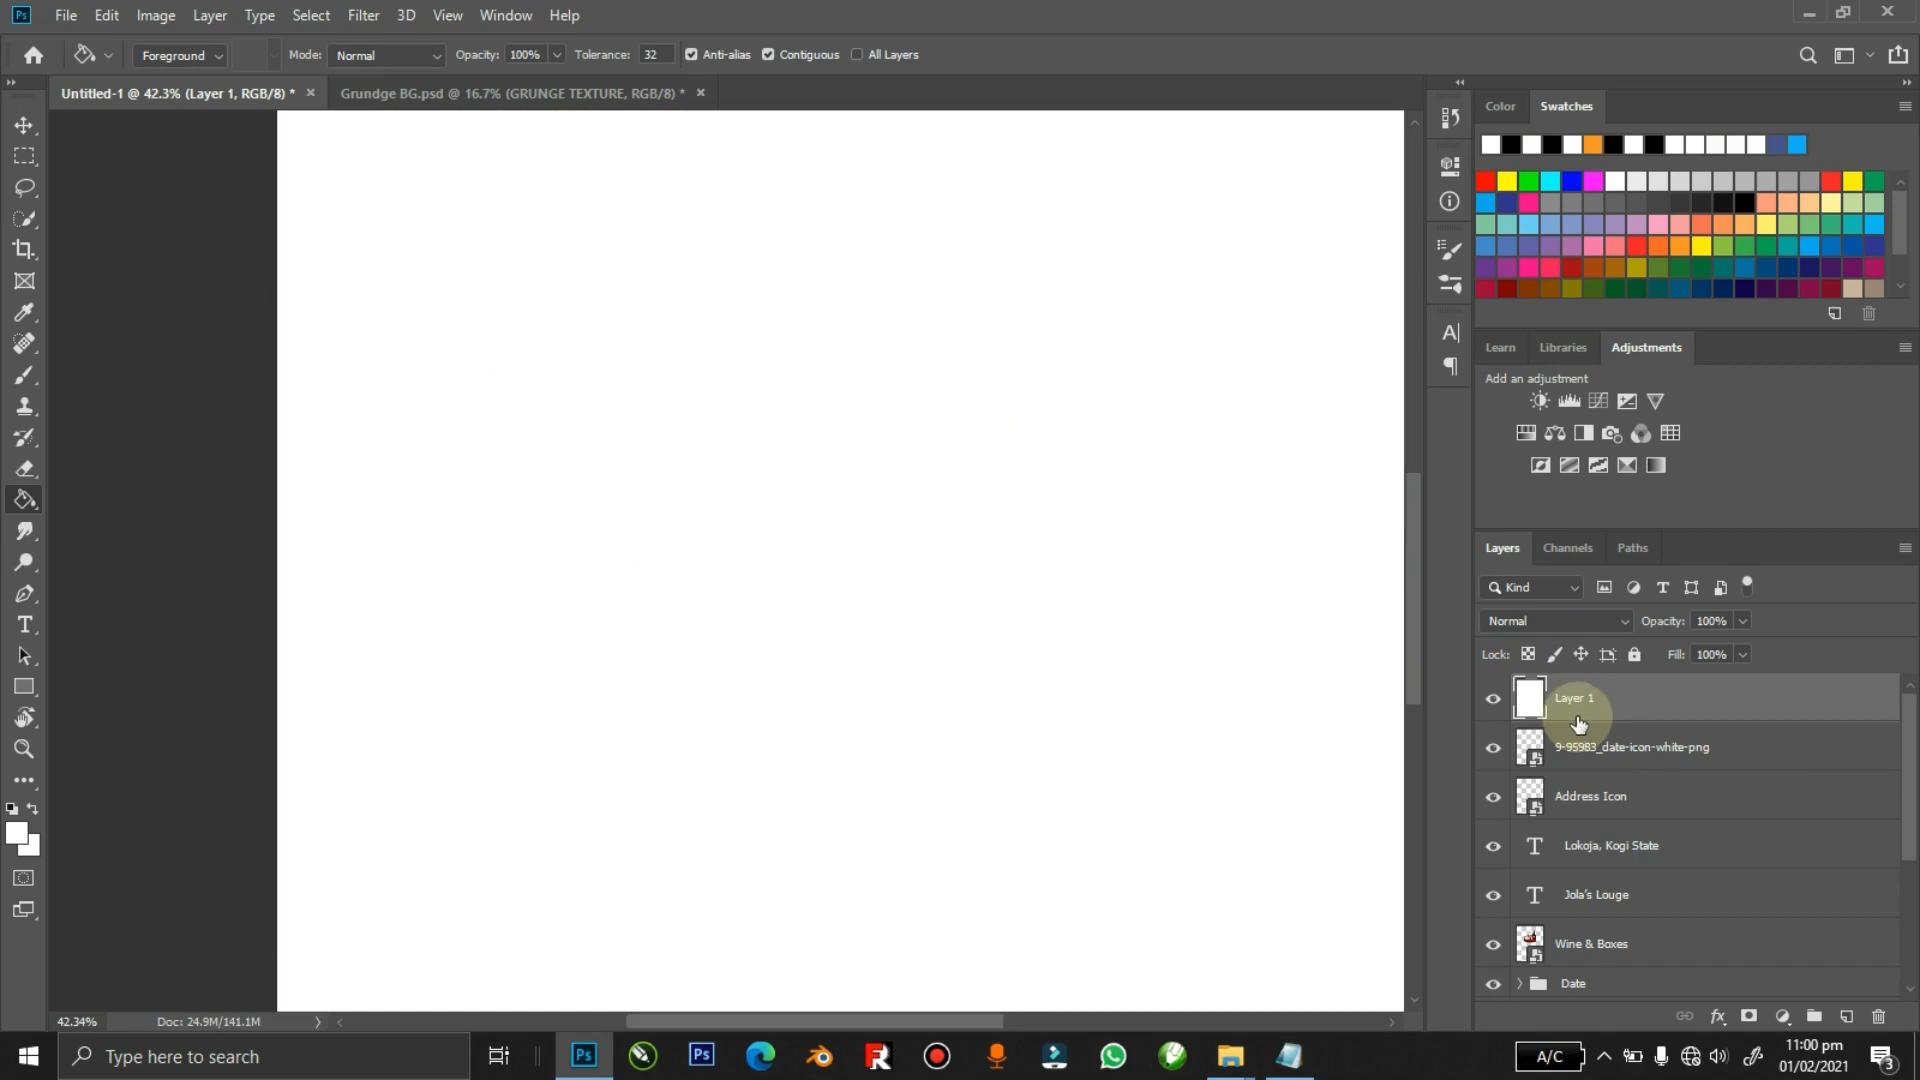 Ps File Edit Image Layer Type Select Filter 3D View Window Help
Foreground Mode: Normal Opacity: 100% Tolerance: 32 Anti-alias Contiguous All Layers
Untitled-1 @ 42.3% (Layer 1, RGB/8) * × Grundge BG.psd @ 16.7% (GRUNGE TEXTURE, RGB/8) * ×
Color Swatches
Learn Libraries Adjustments
Add an adjustment
Layers Channels Paths
Kind
Normal Opacity: 100%
Lock: Fill: 100%
Layer 1
9-95983_date-icon-white-png
Address Icon
Lokoja, Kogi State
Jola's Louge
Wine & Boxes
Date
42.34% Doc: 24.9M/141.1M
Type here to search
Ps Ps
A/C
11:00 pm
01/02/2021
3